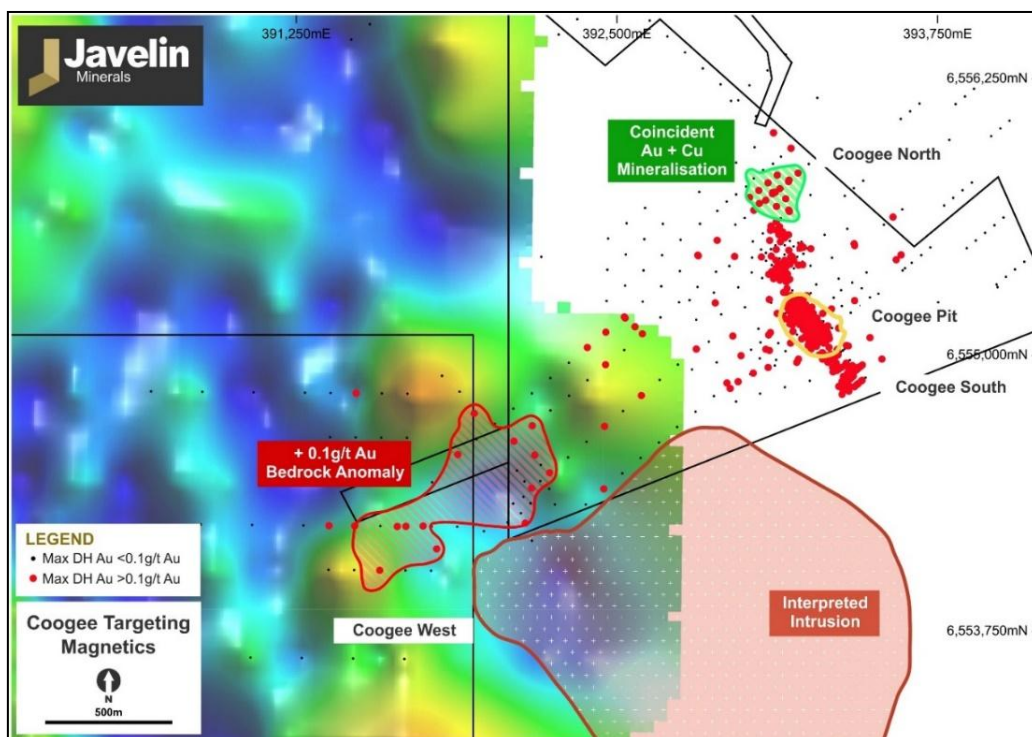 Javelin
Minerals
391,250mE
392,500mE
393,750mE
6,556,250mN
Coincident
Au + Cu
Mineralisation
Coogee North
Coogee Pit
6,555,000mN
Coogee South
+ 0.1g/t Au
Bedrock Anomaly
LEGEND
Max DH Au <0.1g/t Au
Max DH Au >0.1g/t Au
Coogee Targeting
Magnetics
N
500m
Coogee West
Interpreted
Intrusion
6,553,750mN